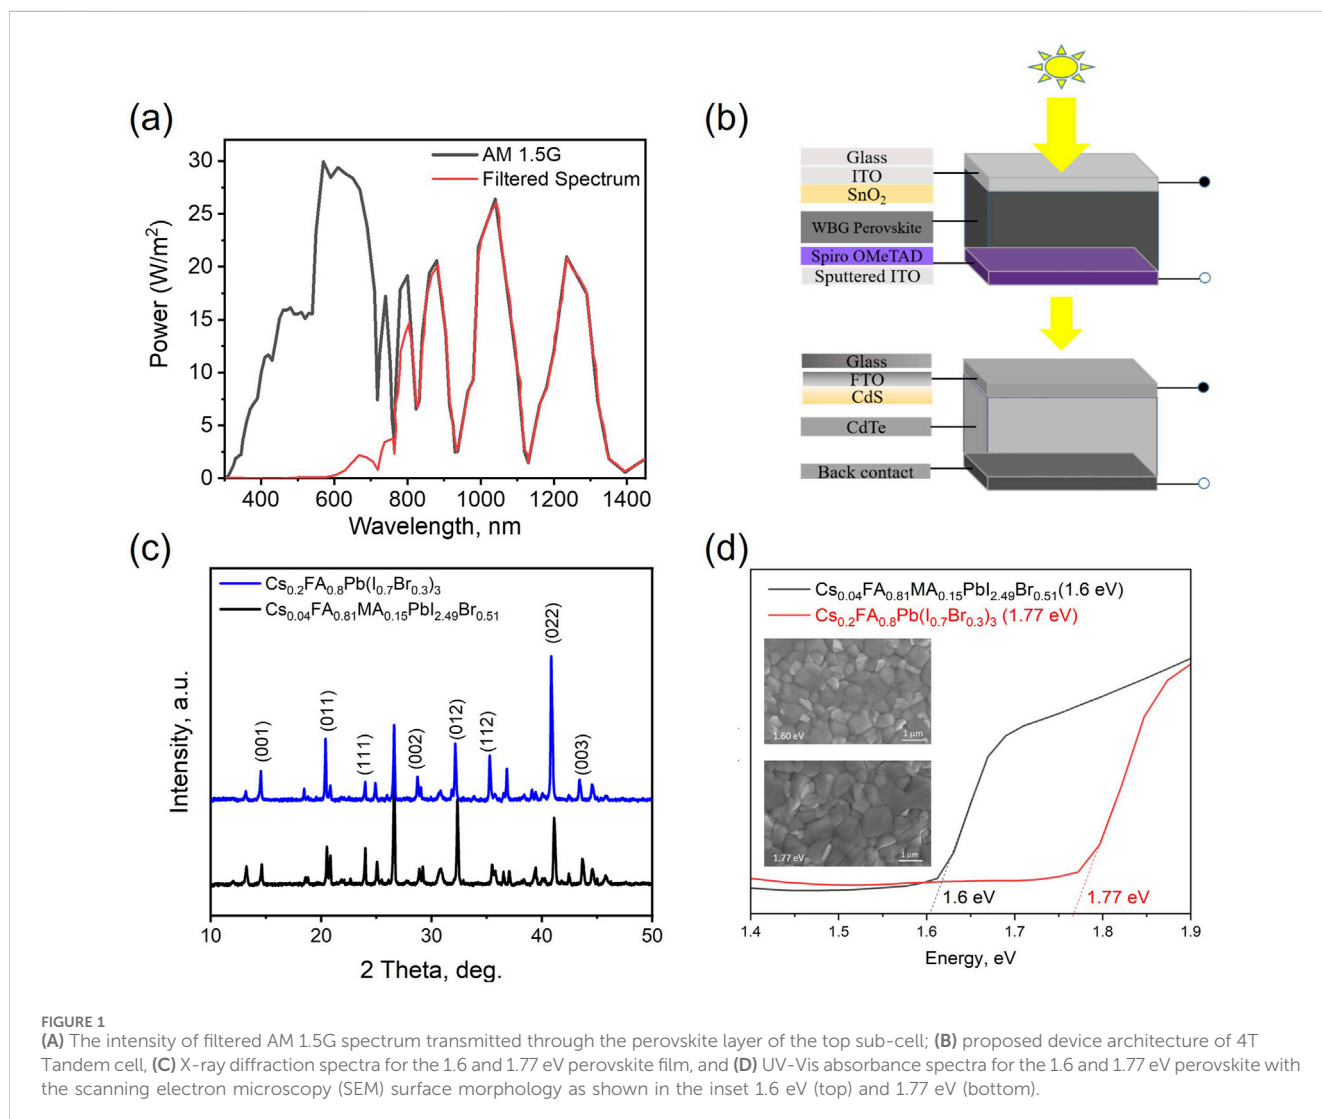 (a)
AM 1.5G
Filtered Spectrum
Power (W/m²)
30
25
20
15
10
5
0
400 600 800 1000 1200 1400
Wavelength, nm
(b)
Glass
ITO
SnO₂
WBG Perovskite
Spiro OMeTAD
Sputtered ITO
Glass
FTO
CdS
CdTe
Back contact
(c)
Cs₀.₂FA₀.₈Pb(I₀.₇Br₀.₃)₃
Cs₀.₀₄FA₀.₈₁MA₀.₁₅PbI₂.₄₉Br₀.₅₁
Intensity, a.u.
(001)
(011)
(111)
(002)
(012)
(112)
(022)
(003)
10 20 30 40 50
2 Theta, deg.
(d)
Cs₀.₀₄FA₀.₈₁MA₀.₁₅PbI₂.₄₉Br₀.₅₁(1.6 eV)
Cs₀.₂FA₀.₈Pb(I₀.₇Br₀.₃)₃ (1.77 eV)
1.60 eV
1 μm
1.77 eV
1 μm
1.6 eV
1.77 eV
1.4 1.5 1.6 1.7 1.8 1.9
Energy, eV
FIGURE 1
(A) The intensity of filtered AM 1.5G spectrum transmitted through the perovskite layer of the top sub-cell; (B) proposed device architecture of 4T
Tandem cell, (C) X-ray diffraction spectra for the 1.6 and 1.77 eV perovskite film, and (D) UV-Vis absorbance spectra for the 1.6 and 1.77 eV perovskite with
the scanning electron microscopy (SEM) surface morphology as shown in the inset 1.6 eV (top) and 1.77 eV (bottom).